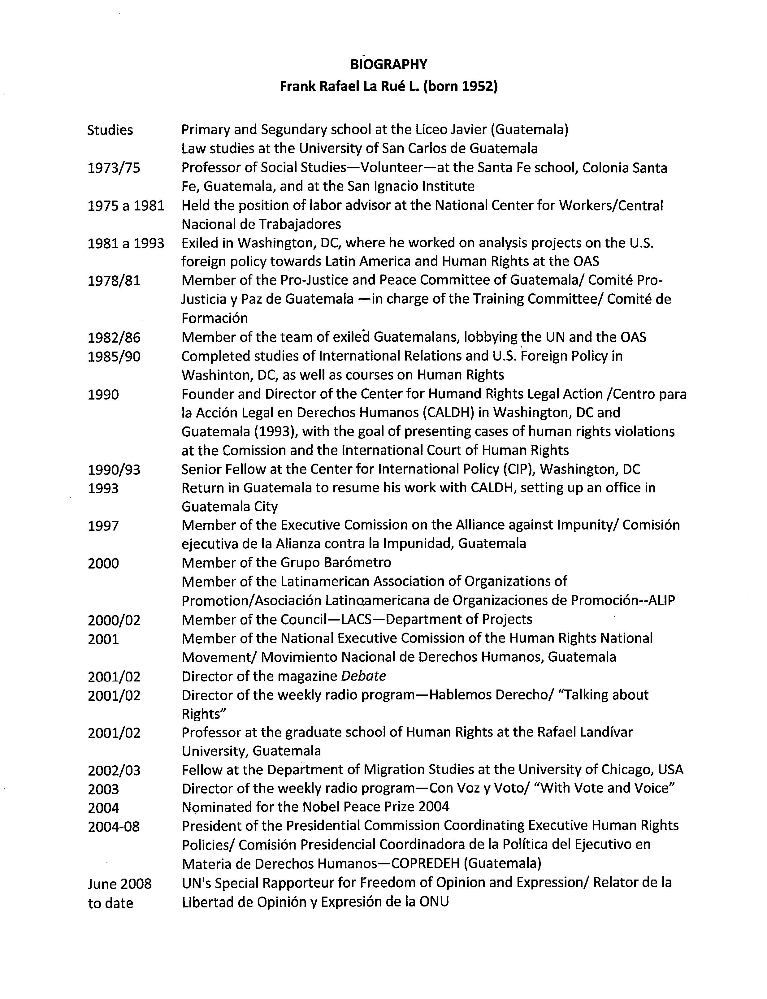 BIOGRAPHY
Frank Rafael La Rué L. (born 1952)
Studies Primary and Segundary school at the Liceo Javier (Guatemala)
Law studies at the University of San Carlos de Guatemala
1973/75 Professor of Social Studies—Volunteer—at the Santa Fe school, Colonia Santa
Fe, Guatemala, and at the San Ignacio Institute
1975 a 1981 Held the position of labor advisor at the National Center for Workers/Central
Nacional de Trabajadores
1981 a 1993 Exiled in Washington, DC, where he worked on analysis projects on the U.S.
foreign policy towards Latin America and Human Rights at the OAS
1978/81 Member of the Pro-Justice and Peace Committee of Guatemala/ Comité Pro-
Justicia y Paz de Guatemala —in charge of the Training Committee/ Comité de
Formación
1982/86 Member of the team of exiled Guatemalans, lobbying the UN and the OAS
1985/90 Completed studies of International Relations and U.S. Foreign Policy in
Washinton, DC, as well as courses on Human Rights
1990 Founder and Director of the Center for Humand Rights Legal Action /Centro para
la Acción Legal en Derechos Humanos (CALDH) in Washington, DC and
Guatemala (1993), with the goal of presenting cases of human rights violations
at the Comission and the International Court of Human Rights
1990/93 Senior Fellow at the Center for International Policy (CIP), Washington, DC
1993 Return in Guatemala to resume his work with CALDH, setting up an office in
Guatemala City
1997 Member of the Executive Comission on the Alliance against Impunity/ Comisión
ejecutiva de la Alianza contra la Impunidad, Guatemala
2000 Member of the Grupo Barómetro
Member of the Latinamerican Association of Organizations of
Promotion/Asociación Latinoamericana de Organizaciones de Promoción--ALIP
2000/02 Member of the Council—LACS—Department of Projects
2001 Member of the National Executive Comission of the Human Rights National
Movement/ Movimiento Nacional de Derechos Humanos, Guatemala
2001/02 Director of the magazine Debate
2001/02 Director of the weekly radio program—Hablemos Derecho/ “Talking about
Rights”
2001/02 Professor at the graduate school of Human Rights at the Rafael Landívar
University, Guatemala
2002/03 Fellow at the Department of Migration Studies at the University of Chicago, USA
2003 Director of the weekly radio program—Con Voz y Voto/ “With Vote and Voice”
2004 Nominated for the Nobel Peace Prize 2004
2004-08 President of the Presidential Commission Coordinating Executive Human Rights
Policies/ Comisión Presidencial Coordinadora de la Política del Ejecutivo en
Materia de Derechos Humanos—COPREDEH (Guatemala)
June 2008 UN's Special Rapporteur for Freedom of Opinion and Expression/ Relator de la
to date Libertad de Opinión y Expresión de la ONU